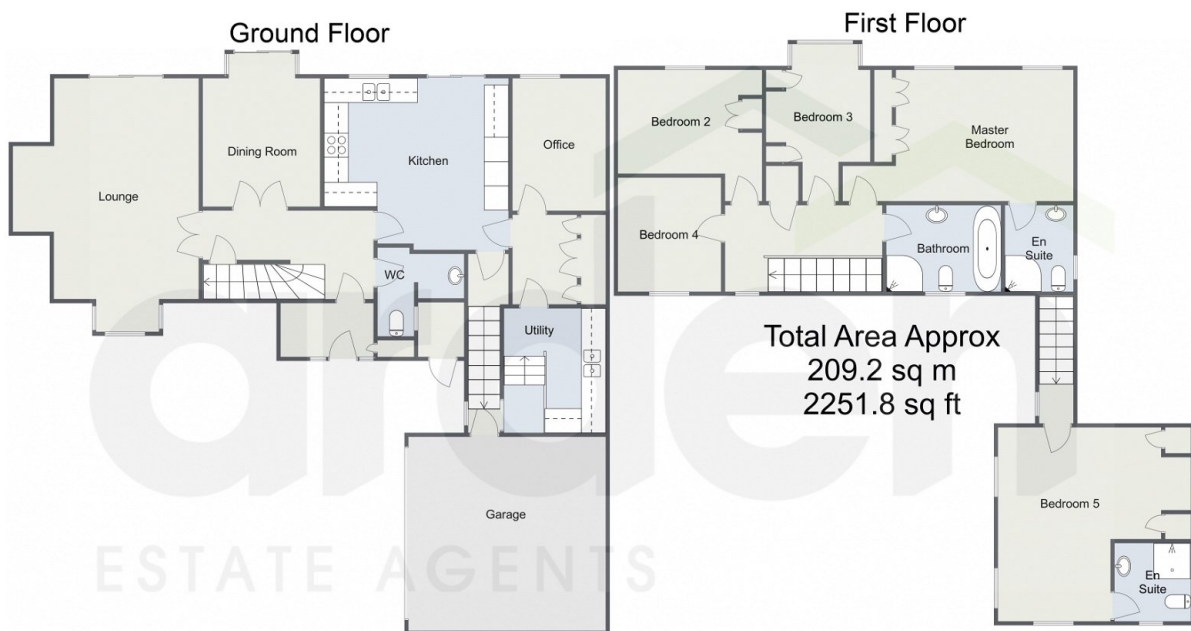 Ground Floor
Lounge
Dining Room
Kitchen
Office
WC
Utility
Garage
First Floor
Bedroom 2
Bedroom 3
Master
Bedroom
Bedroom 4
Bathroom
En
Suite
Total Area Approx
209.2 sq m
2251.8 sq ft
Bedroom 5
En
Suite
arden
ESTATE AGENTS